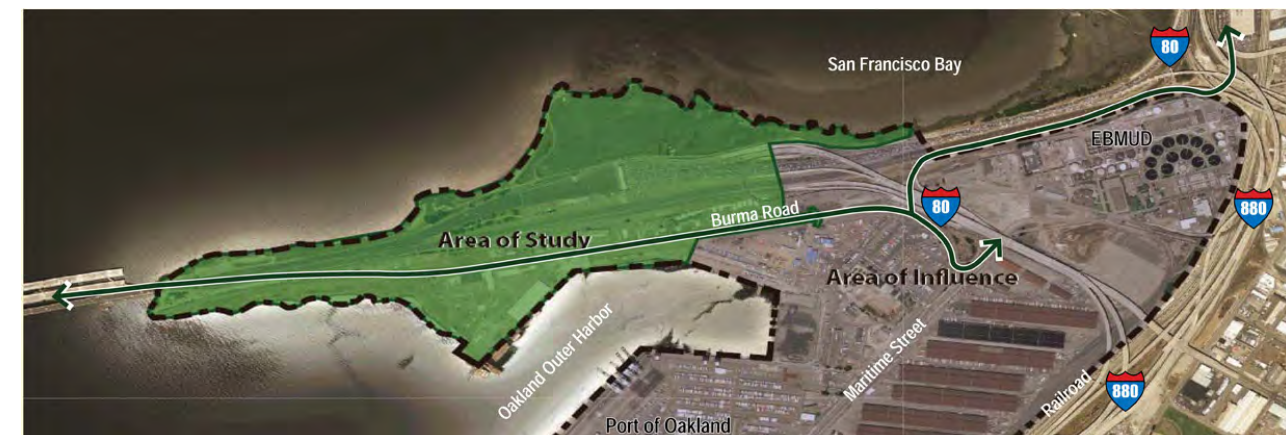 80
San Francisco Bay
EBMUD
80
880
Burma Road
Area of Study
Area of Influence
Oakland Outer Harbor
Maritime Street
Railroad
880
Port of Oakland